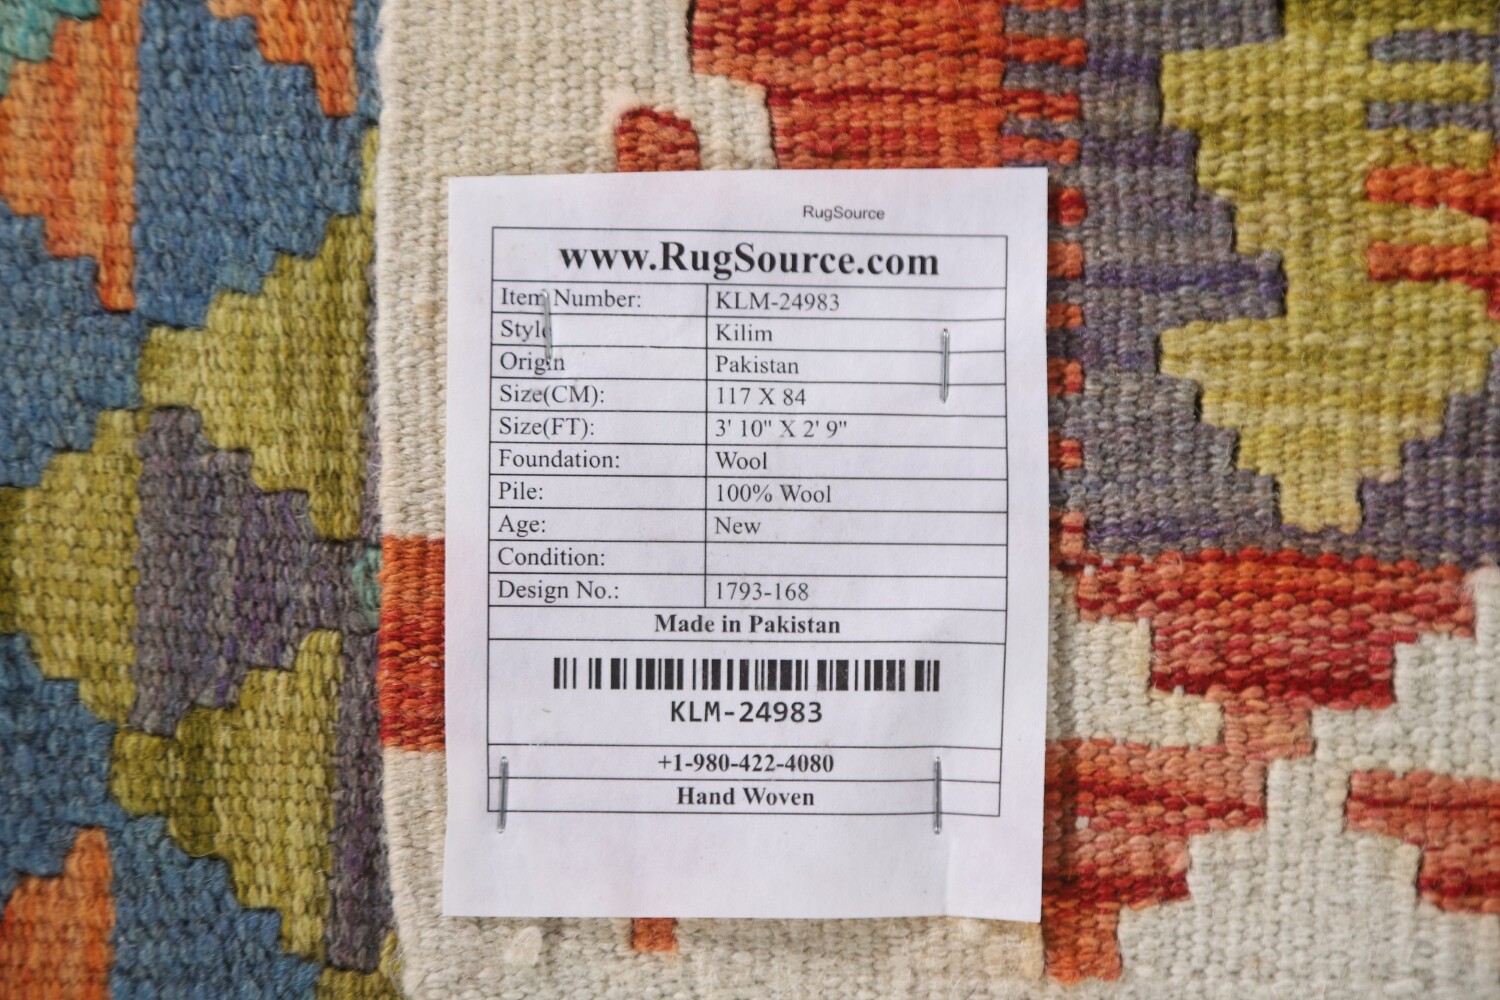 RugSource
www.RugSource.com
Item Number: KLM-24983
Style Kilim
Origin Pakistan
Size(CM): 117 X 84
Size(FT): 3' 10" X 2' 9"
Foundation: Wool
Pile: 100% Wool
Age: New
Condition:
Design No.: 1793-168
Made in Pakistan
KLM-24983
+1-980-422-4080
Hand Woven